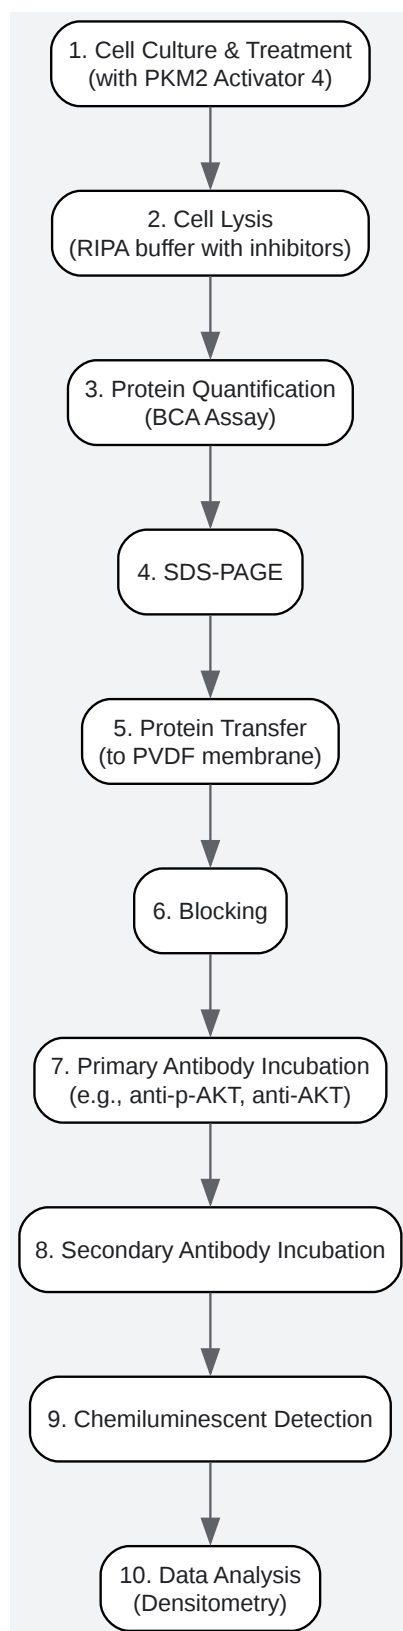 1. Cell Culture & Treatment
(with PKM2 Activator 4)
2. Cell Lysis
(RIPA buffer with inhibitors)
3. Protein Quantification
(BCA Assay)
4. SDS-PAGE
5. Protein Transfer
(to PVDF membrane)
6. Blocking
7. Primary Antibody Incubation
(e.g., anti-p-AKT, anti-AKT)
8. Secondary Antibody Incubation
9. Chemiluminescent Detection
10. Data Analysis
(Densitometry)